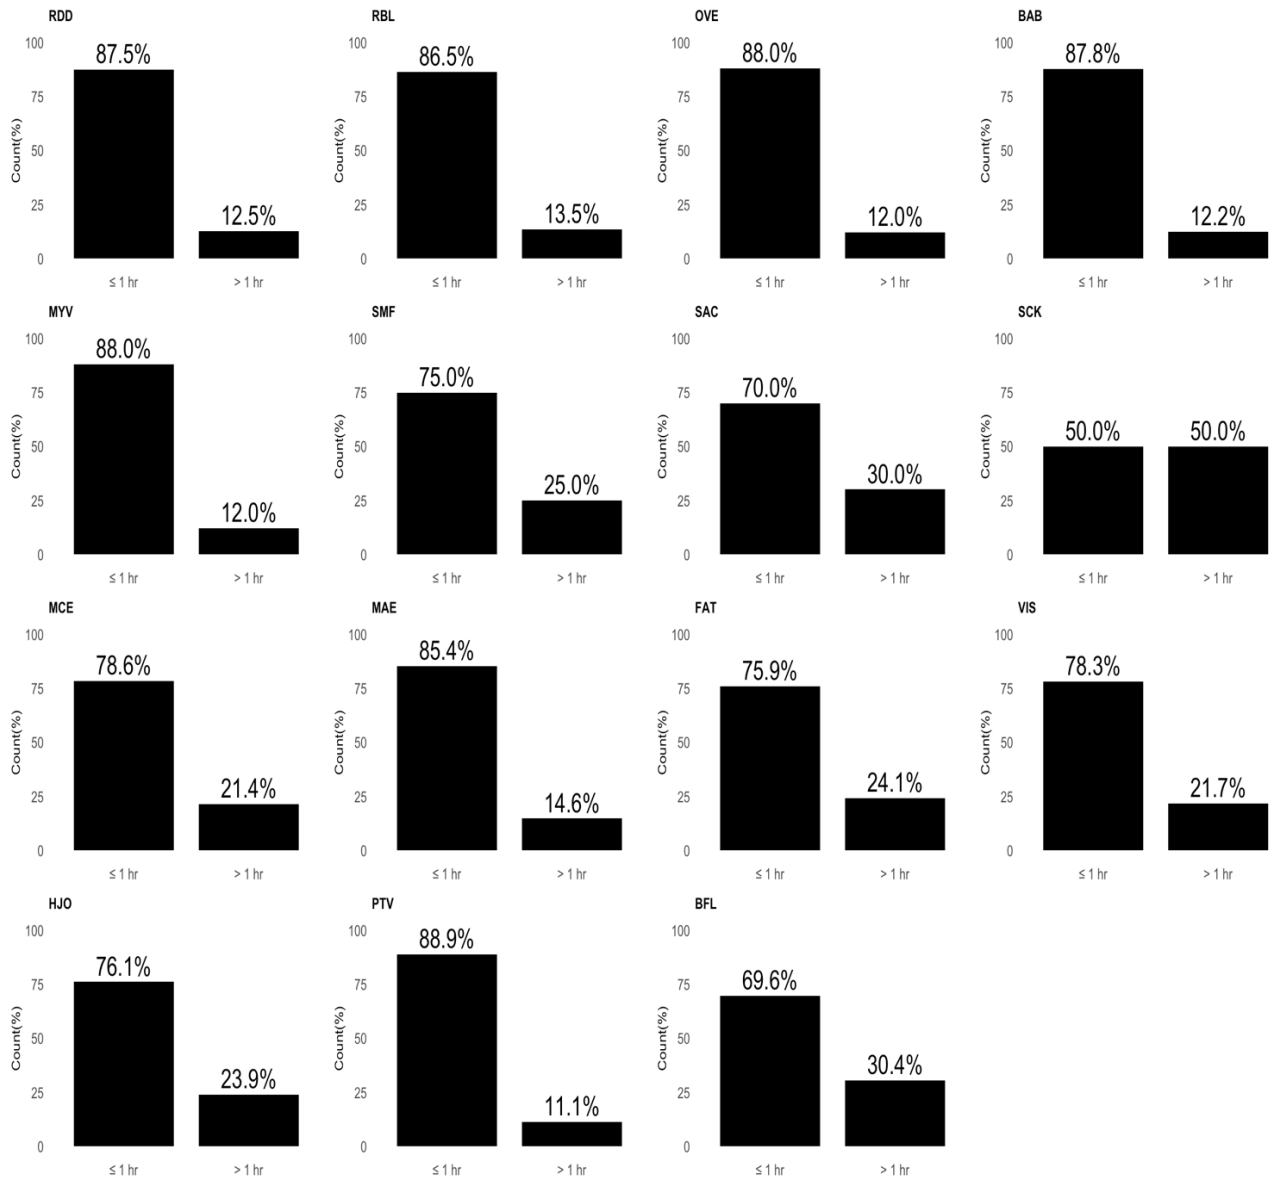 RDD
100
75
50
25
0
Count(%)
87.5%
12.5%
≤ 1 hr
> 1 hr
RBL
100
75
50
25
0
Count(%)
86.5%
13.5%
≤ 1 hr
> 1 hr
OVE
100
75
50
25
0
Count(%)
88.0%
12.0%
≤ 1 hr
> 1 hr
BAB
100
75
50
25
0
Count(%)
87.8%
12.2%
≤ 1 hr
> 1 hr
MYV
100
75
50
25
0
Count(%)
88.0%
12.0%
≤ 1 hr
> 1 hr
SMF
100
75
50
25
0
Count(%)
75.0%
25.0%
≤ 1 hr
> 1 hr
SAC
100
75
50
25
0
Count(%)
70.0%
30.0%
≤ 1 hr
> 1 hr
SCK
100
75
50
25
0
Count(%)
50.0%
50.0%
≤ 1 hr
> 1 hr
MCE
100
75
50
25
0
Count(%)
78.6%
21.4%
≤ 1 hr
> 1 hr
MAE
100
75
50
25
0
Count(%)
85.4%
14.6%
≤ 1 hr
> 1 hr
FAT
100
75
50
25
0
Count(%)
75.9%
24.1%
≤ 1 hr
> 1 hr
VIS
100
75
50
25
0
Count(%)
78.3%
21.7%
≤ 1 hr
> 1 hr
HJO
100
75
50
25
0
Count(%)
76.1%
23.9%
≤ 1 hr
> 1 hr
PTV
100
75
50
25
0
Count(%)
88.9%
11.1%
≤ 1 hr
> 1 hr
BFL
100
75
50
25
0
Count(%)
69.6%
30.4%
≤ 1 hr
> 1 hr